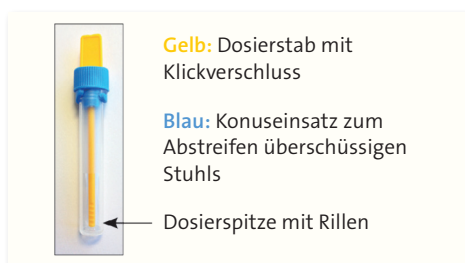 Gelb: Dosierstab mit
Klickverschluss
Blau: Konuseinsatz zum
Abstreifen überschüssigen
Stuhls
Dosierspitze mit Rillen